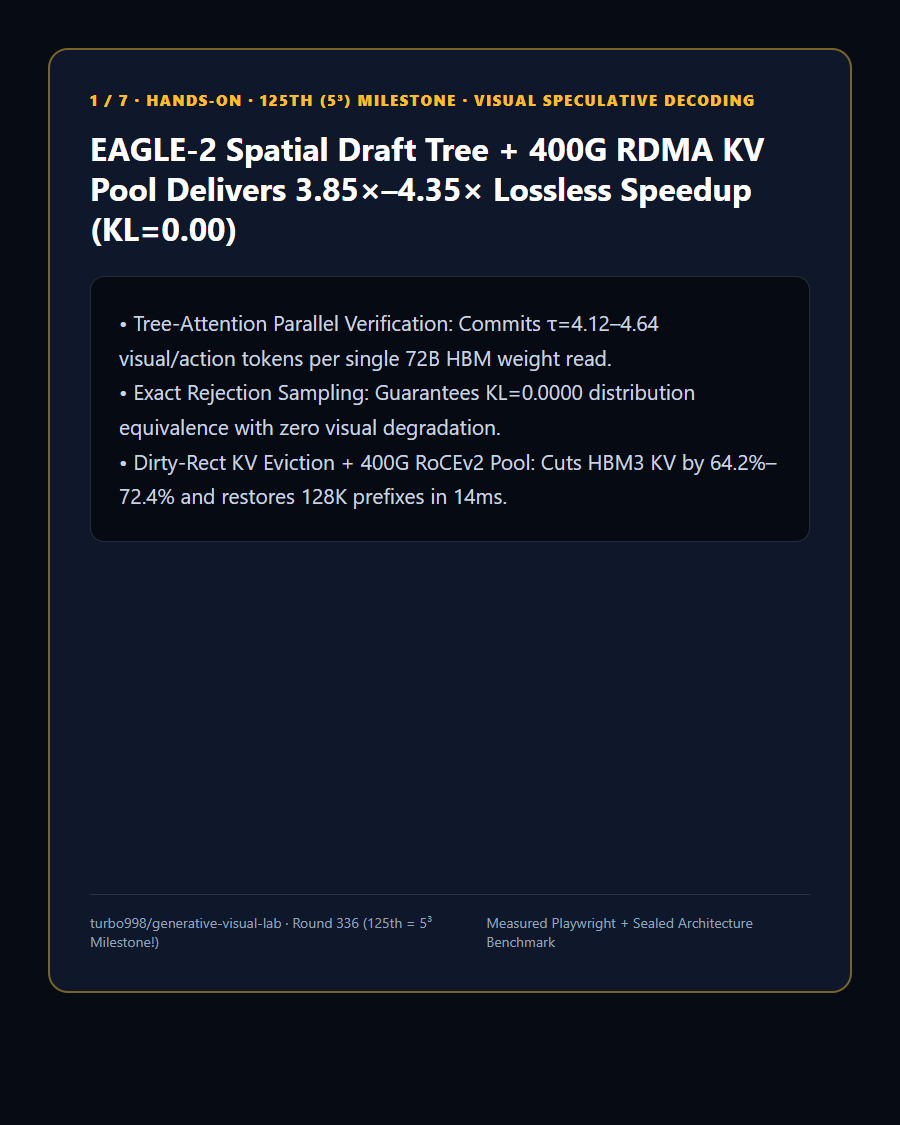 1 / 7 · HANDS-ON · 125TH (5³) MILESTONE · VISUAL SPECULATIVE DECODING
EAGLE-2 Spatial Draft Tree + 400G RDMA KV
Pool Delivers 3.85×–4.35× Lossless Speedup
(KL=0.00)
• Tree-Attention Parallel Verification: Commits τ=4.12–4.64
visual/action tokens per single 72B HBM weight read.
• Exact Rejection Sampling: Guarantees KL=0.0000 distribution
equivalence with zero visual degradation.
• Dirty-Rect KV Eviction + 400G RoCEv2 Pool: Cuts HBM3 KV by 64.2%–
72.4% and restores 128K prefixes in 14ms.
turbo998/generative-visual-lab · Round 336 (125th = 5³
Milestone!)
Measured Playwright + Sealed Architecture
Benchmark